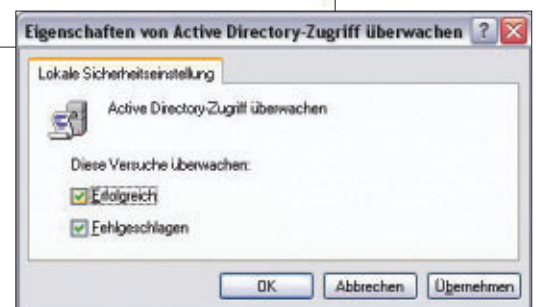 Eigenschaften von Active Directory-Zugriff überwachen
Lokale Sicherheitseinstellung
Active Directory-Zugriff überwachen
Diese Versuche überwachen:
Erfolgreich
Fehlgeschlagen
OK Abbrechen Übernehmen